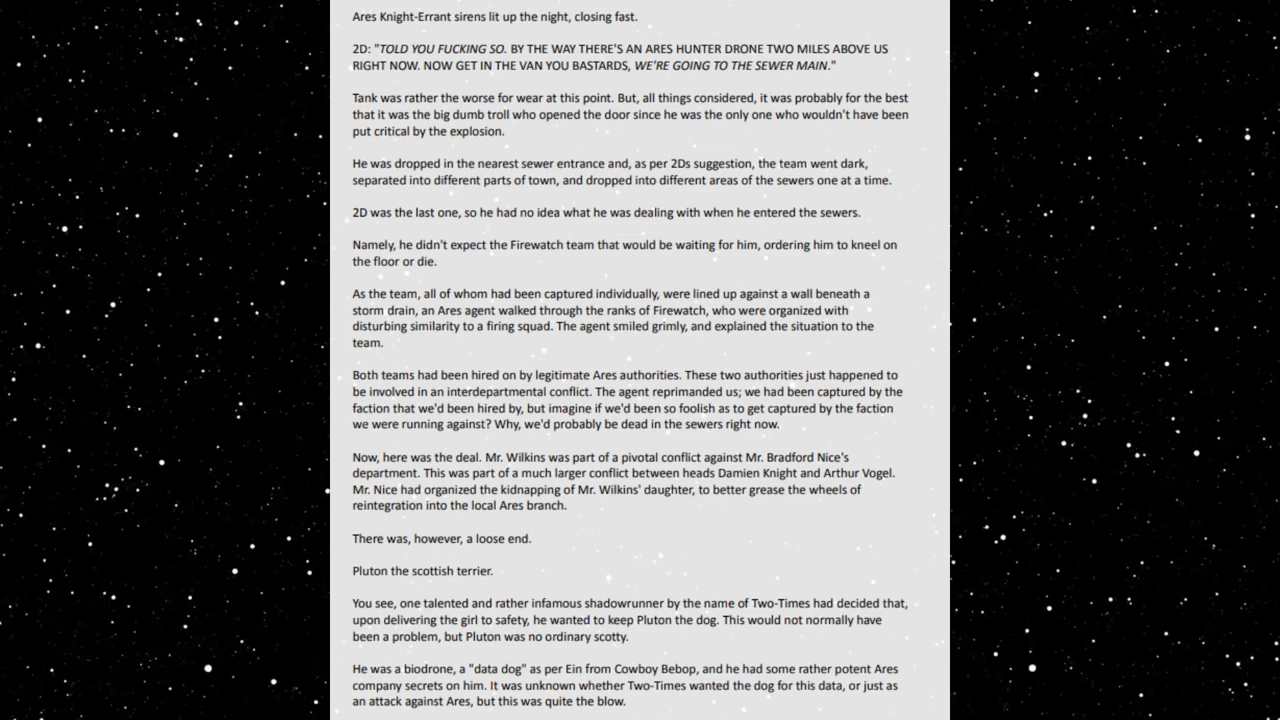 Ares Knight-Errant sirens lit up the night, closing fast.
2D: "TOLD YOU FUCKING SO. BY THE WAY THERE'S AN ARES HUNTER DRONE TWO MILES ABOVE US
RIGHT NOW. NOW GET IN THE VAN YOU BASTARDS, WE'RE GOING TO THE SEWER MAIN."
Tank was rather the worse for wear at this point. But, all things considered, it was probably for the best
that it was the big dumb troll who opened the door since he was the only one who wouldn't have been
put critical by the explosion.
He was dropped in the nearest sewer entrance and, as per 2Ds suggestion, the team went dark,
separated into different parts of town, and dropped into different areas of the sewers one at a time.
2D was the last one, so he had no idea what he was dealing with when he entered the sewers.
Namely, he didn't expect the Firewatch team that would be waiting for him, ordering him to kneel on
the floor or die.
As the team, all of whom had been captured individually, were lined up against a wall beneath a
storm drain, an Ares agent walked through the ranks of Firewatch, who were organized with
disturbing similarity to a firing squad. The agent smiled grimly, and explained the situation to the
team.
Both teams had been hired on by legitimate Ares authorities. These two authorities just happened to
be involved in an interdepartmental conflict. The agent reprimanded us; we had been captured by the
faction that we'd been hired by, but imagine if we'd been so foolish as to get captured by the faction
we were running against? Why, we'd probably be dead in the sewers right now.
Now, here was the deal. Mr. Wilkins was part of a pivotal conflict against Mr. Bradford Nice's
department. This was part of a much larger conflict between heads Damien Knight and Arthur Vogel.
Mr. Nice had organized the kidnapping of Mr. Wilkins' daughter, to better grease the wheels of
reintegration into the local Ares branch.
There was, however, a loose end.
Pluton the scottish terrier.
You see, one talented and rather infamous shadowrunner by the name of Two-Times had decided that,
upon delivering the girl to safety, he wanted to keep Pluton the dog. This would not normally have
been a problem, but Pluton was no ordinary scotty.
He was a biodrone, a "data dog" as per Ein from Cowboy Bebop, and he had some rather potent Ares
company secrets on him. It was unknown whether Two-Times wanted the dog for this data, or just as
an attack against Ares, but this was quite the blow.